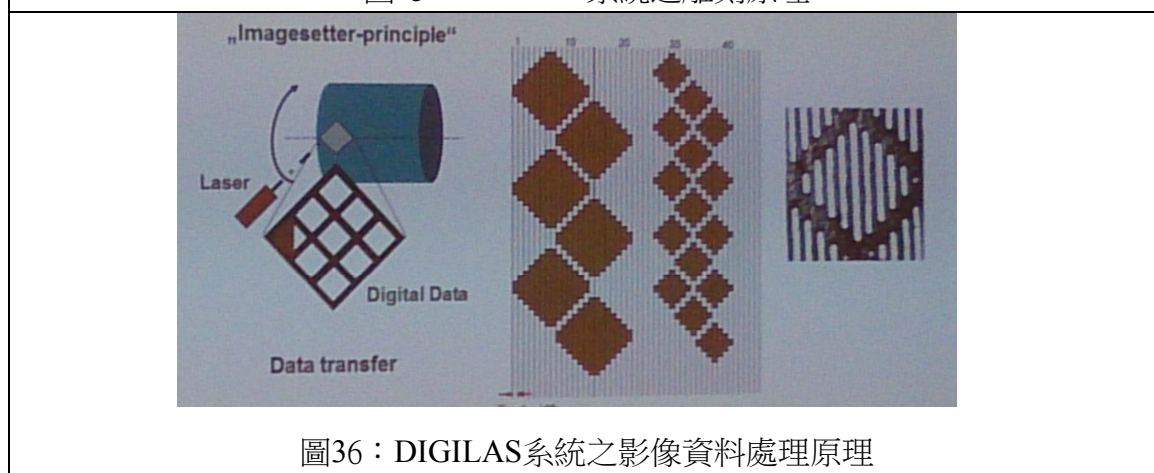 „Imagesetter-principle“
1 10 20 30 40
Laser
Digital Data
Data transfer
圖36：DIGILAS系統之影像資料處理原理